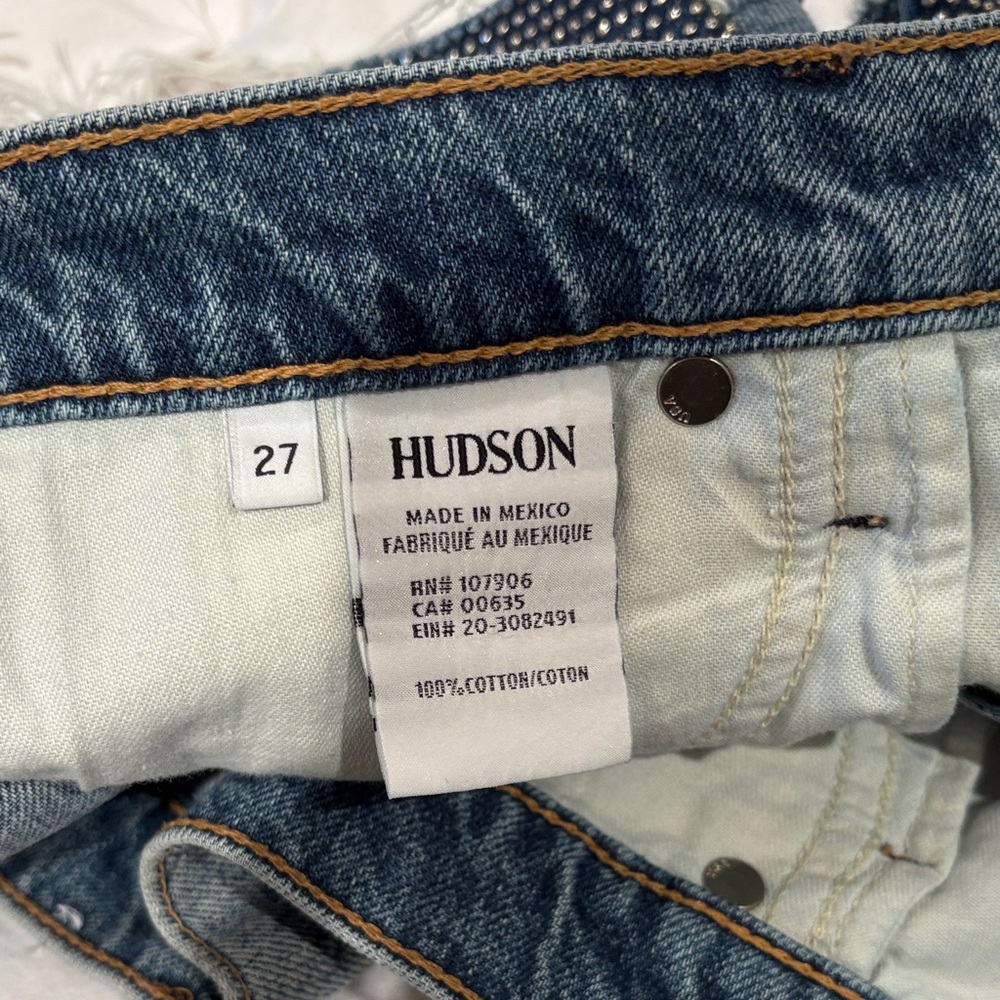 27
HUDSON
MADE IN MEXICO
FABRIQUÉ AU MEXIQUE
RN# 107906
CA# 00635
EIN# 20-3082491
100% COTTON/COTON